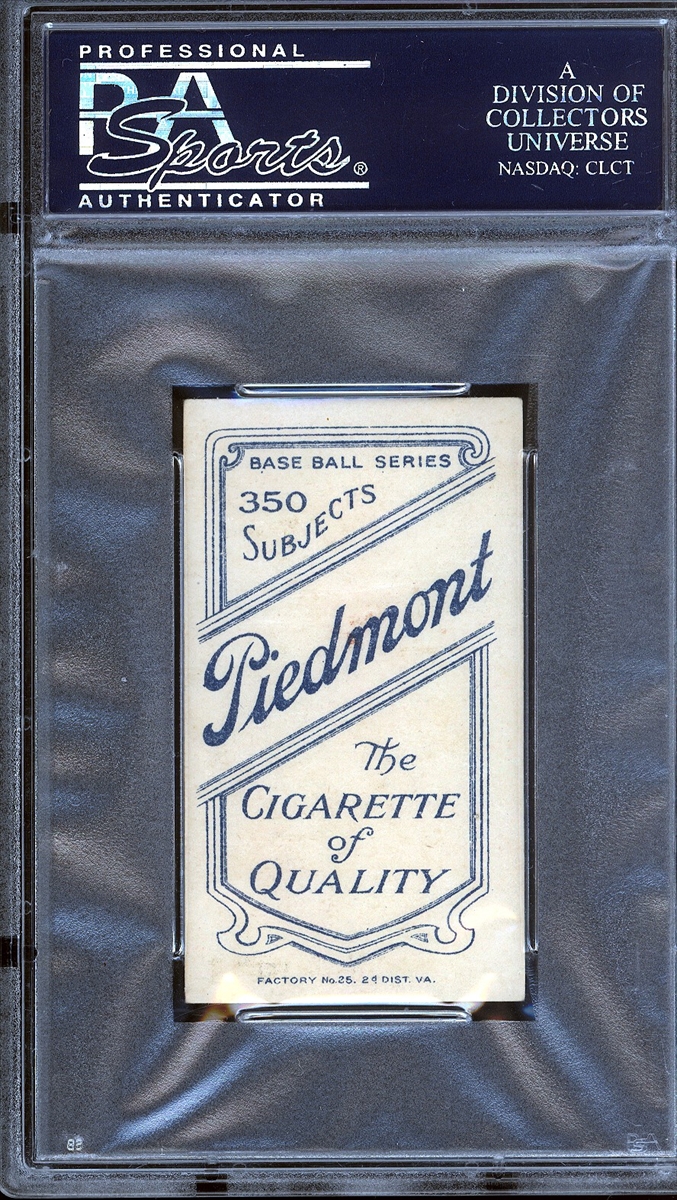 PROFESSIONAL
PSA
Sports®
AUTHENTICATOR
A
DIVISION OF
COLLECTORS
UNIVERSE
NASDAQ: CLCT
BASE BALL SERIES
350
SUBJECTS
Piedmont
The
CIGARETTE
of
QUALITY
FACTORY No.25. 2d DIST. VA.
PSA